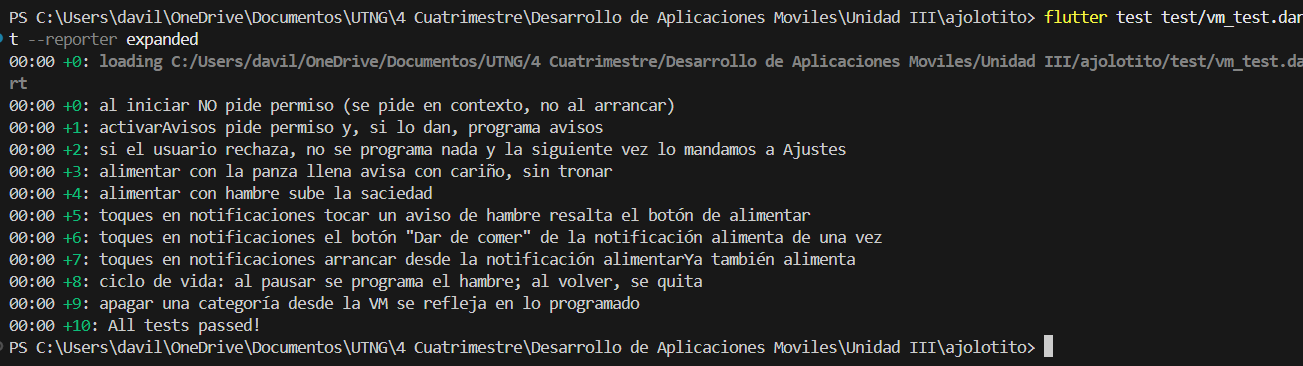 PS C:\Users\davil\OneDrive\Documentos\UTNG\4 Cuatrimestre\Desarrollo de Aplicaciones Moviles\Unidad III\ajolotito> flutter test test/vm_test.dar
t --reporter expanded
00:00 +0: loading C:/Users/davil/OneDrive/Documentos/UTNG/4 Cuatrimestre/Desarrollo de Aplicaciones Moviles/Unidad III/ajolotito/test/vm_test.da
rt
00:00 +0: al iniciar NO pide permiso (se pide en contexto, no al arrancar)
00:00 +1: activarAvisos pide permiso y, si lo dan, programa avisos
00:00 +2: si el usuario rechaza, no se programa nada y la siguiente vez lo mandamos a Ajustes
00:00 +3: alimentar con la panza llena avisa con cariño, sin tronar
00:00 +4: alimentar con hambre sube la saciedad
00:00 +5: toques en notificaciones tocar un aviso de hambre resalta el botón de alimentar
00:00 +6: toques en notificaciones el botón "Dar de comer" de la notificación alimenta de una vez
00:00 +7: toques en notificaciones arrancar desde la notificación alimentarYa también alimenta
00:00 +8: ciclo de vida: al pausar se programa el hambre; al volver, se quita
00:00 +9: apagar una categoría desde la VM se refleja en lo programado
00:00 +10: All tests passed!
PS C:\Users\davil\OneDrive\Documentos\UTNG\4 Cuatrimestre\Desarrollo de Aplicaciones Moviles\Unidad III\ajolotito>